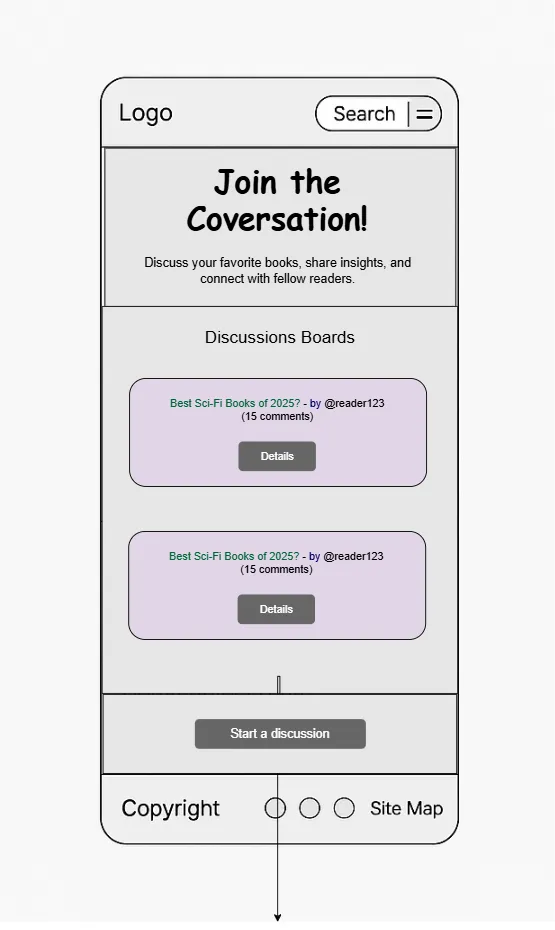 Logo
Search
Join the
Coversation!
Discuss your favorite books, share insights, and
connect with fellow readers.
Discussions Boards
Best Sci-Fi Books of 2025? - by @reader123
(15 comments)
Details
Best Sci-Fi Books of 2025? - by @reader123
(15 comments)
Details
Start a discussion
Copyright
Site Map